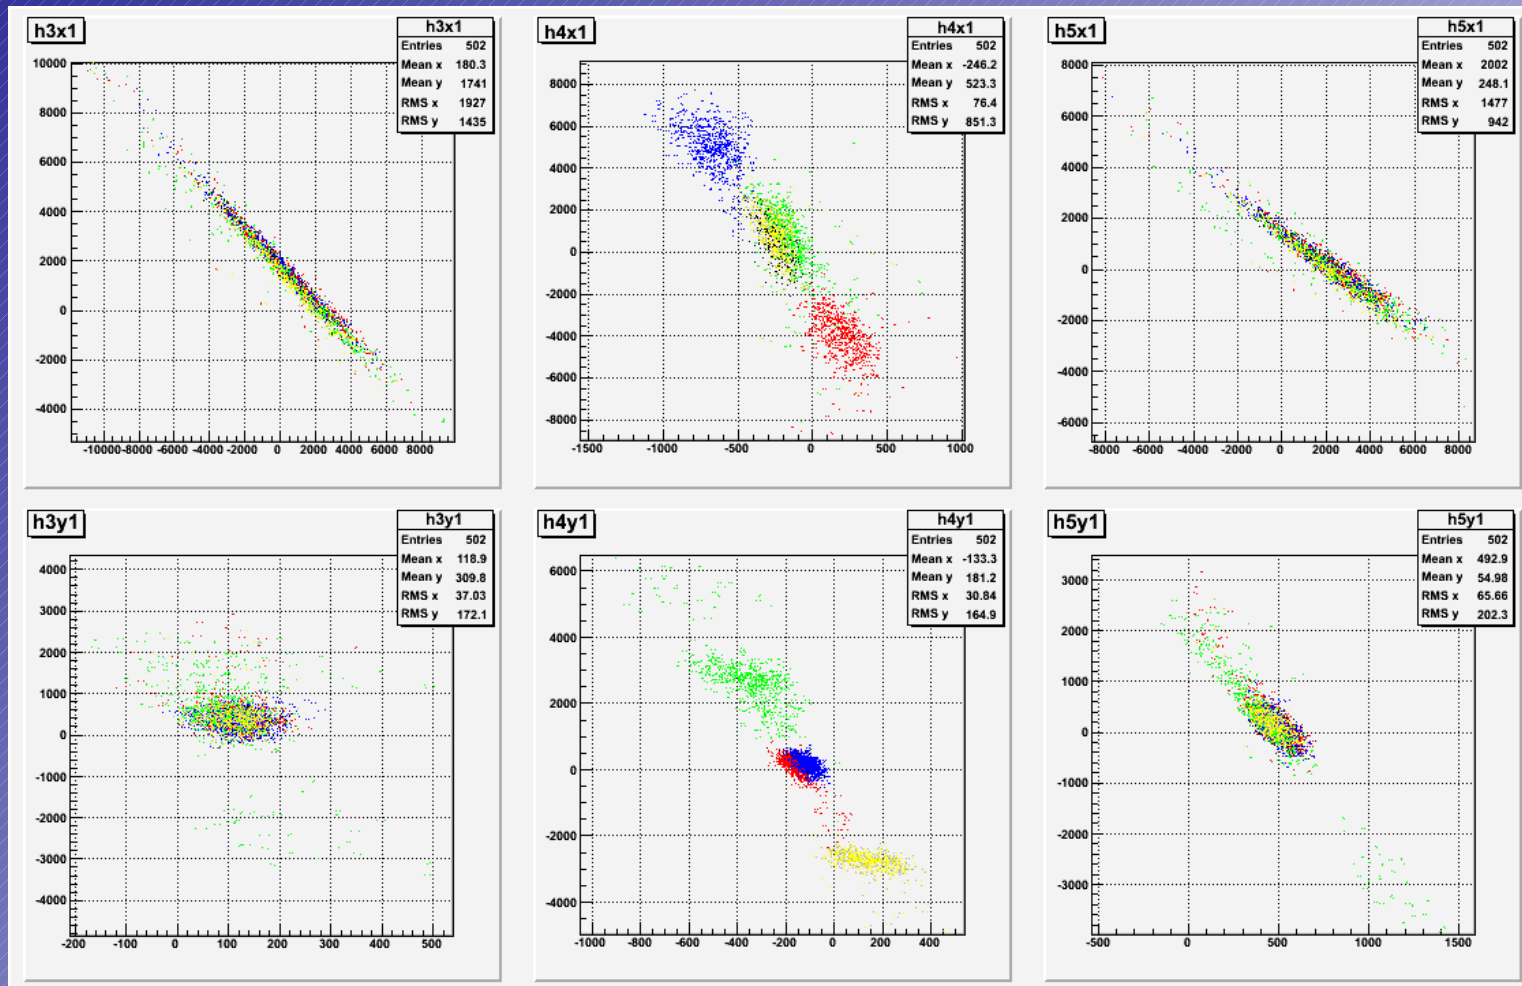 h3x1
h3x1
Entries 502
Mean x 180.3
Mean y 1741
RMS x 1927
RMS y 1435
10000
8000
6000
4000
2000
0
-2000
-4000
-10000 -8000 -6000 -4000 -2000 0 2000 4000 6000 8000
h4x1
h4x1
Entries 502
Mean x -246.2
Mean y 523.3
RMS x 76.4
RMS y 851.3
8000
6000
4000
2000
0
-2000
-4000
-6000
-8000
-1500 -1000 -500 0 500 1000
h5x1
h5x1
Entries 502
Mean x 2002
Mean y 248.1
RMS x 1477
RMS y 942
8000
6000
4000
2000
0
-2000
-4000
-6000
-8000 -6000 -4000 -2000 0 2000 4000 6000 8000
h3y1
h3y1
Entries 502
Mean x 118.9
Mean y 309.8
RMS x 37.03
RMS y 172.1
4000
3000
2000
1000
0
-1000
-2000
-3000
-4000
-200 -100 0 100 200 300 400 500
h4y1
h4y1
Entries 502
Mean x -133.3
Mean y 181.2
RMS x 30.84
RMS y 164.9
6000
4000
2000
0
-2000
-4000
-1000 -800 -600 -400 -200 0 200 400
h5y1
h5y1
Entries 502
Mean x 492.9
Mean y 54.98
RMS x 65.66
RMS y 202.3
3000
2000
1000
0
-1000
-2000
-3000
-500 0 500 1000 1500